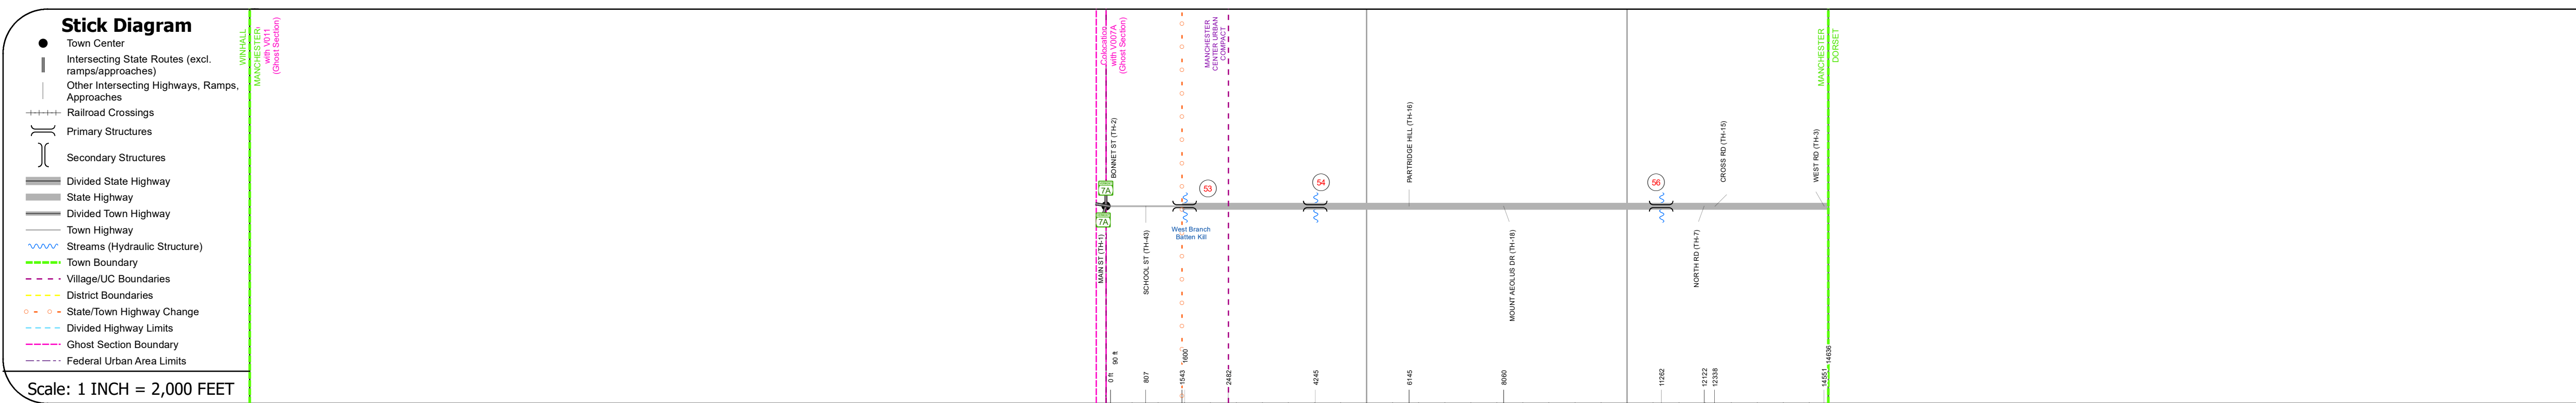 Stick Diagram
Town Center
Intersecting State Routes (excl.
ramps/approaches)
Other Intersecting Highways, Ramps,
Approaches
Railroad Crossings
Primary Structures
Secondary Structures
Divided State Highway
State Highway
Divided Town Highway
Town Highway
Streams (Hydraulic Structure)
Town Boundary
Village/UC Boundaries
District Boundaries
State/Town Highway Change
Divided Highway Limits
Ghost Section Boundary
Federal Urban Area Limits
Scale: 1 INCH = 2,000 FEET
WINHALL
MANCHESTER
with V011
(Ghost Section)
Colocation
with V007A
(Ghost Section)
MANCHESTER
CENTER URBAN
COMPACT
MANCHESTER
DORSET
BONNET ST (TH-2)
7A
7A
MAIN ST (TH-1)
SCHOOL ST (TH-43)
53
West Branch
Batten Kill
54
PARTRIDGE HILL (TH-16)
MOUNT AEOLUS DR (TH-18)
56
NORTH RD (TH-7)
CROSS RD (TH-15)
WEST RD (TH-3)
0 ft
90 ft
807
1543
1600
2482
4245
6145
8060
11262
12122
12338
14551
14636